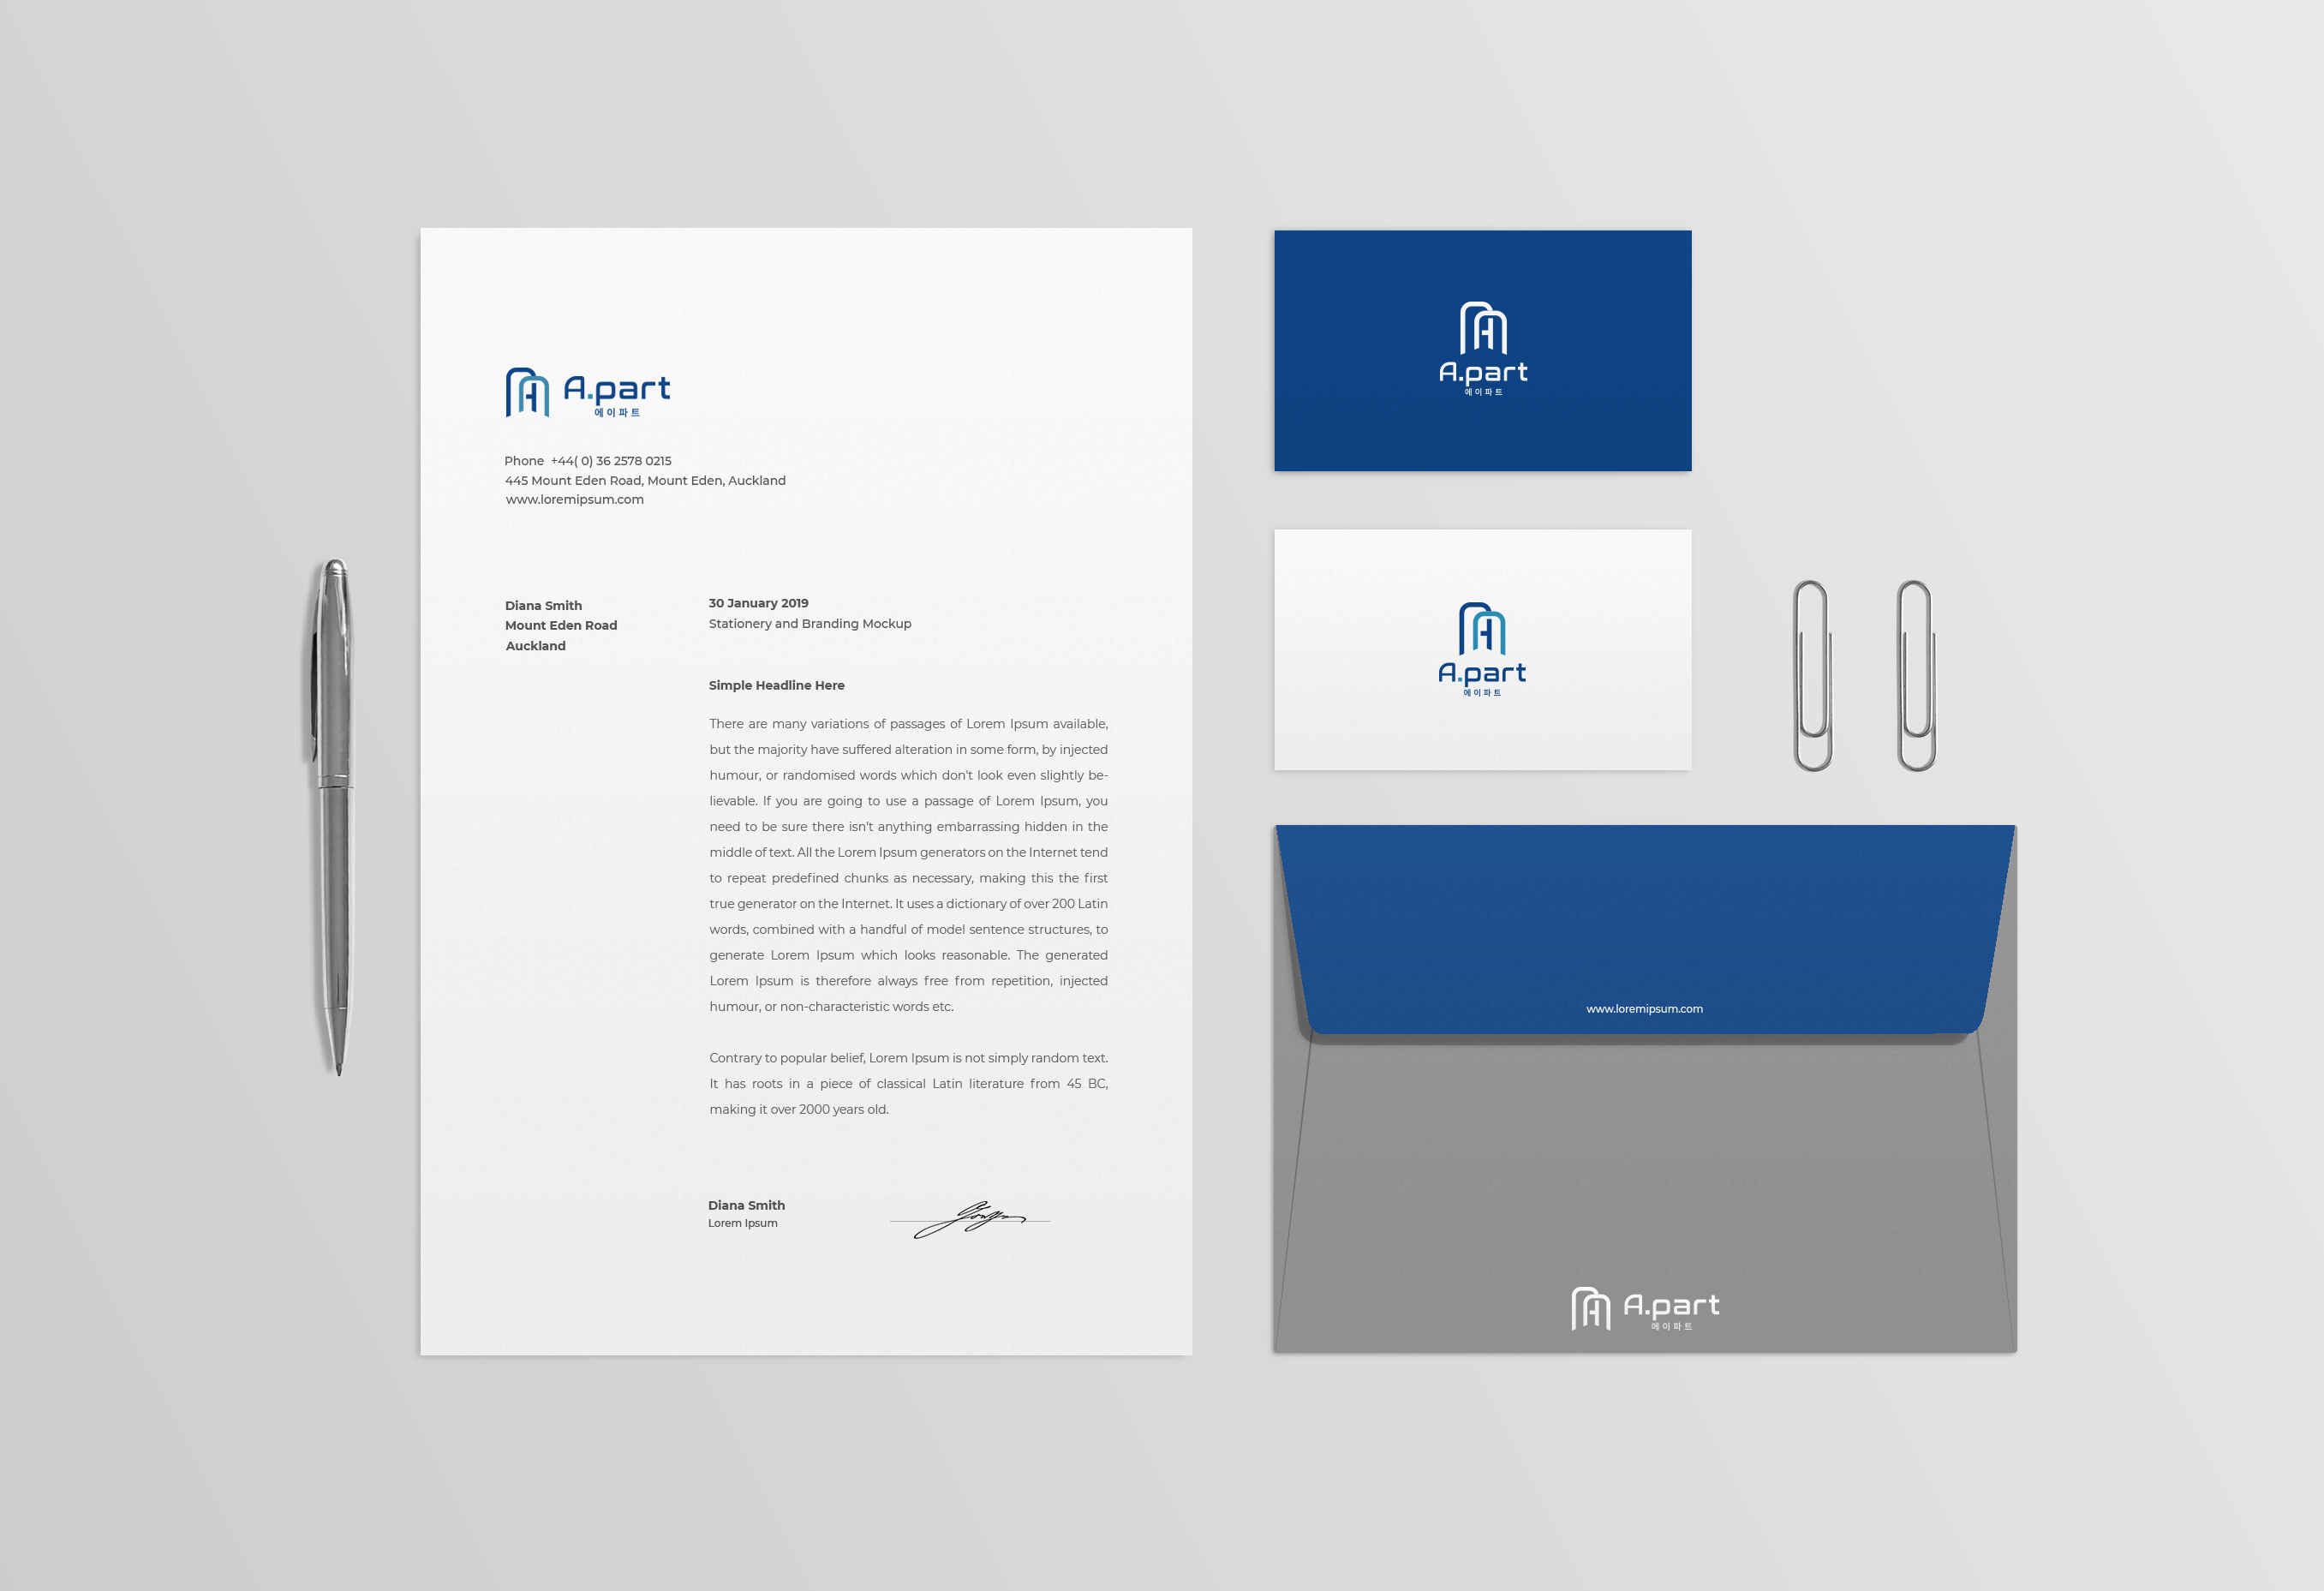 A.part
에이파트
Phone  +44( 0) 36 2578 0215
445 Mount Eden Road, Mount Eden, Auckland
www.loremipsum.com
Diana Smith
Mount Eden Road
Auckland
30 January 2019
Stationery and Branding Mockup
Simple Headline Here
There are many variations of passages of Lorem Ipsum available,
but the majority have suffered alteration in some form, by injected
humour, or randomised words which don't look even slightly be-
lievable. If you are going to use a passage of Lorem Ipsum, you
need to be sure there isn't anything embarrassing hidden in the
middle of text. All the Lorem Ipsum generators on the Internet tend
to repeat predefined chunks as necessary, making this the first
true generator on the Internet. It uses a dictionary of over 200 Latin
words, combined with a handful of model sentence structures, to
generate Lorem Ipsum which looks reasonable. The generated
Lorem Ipsum is therefore always free from repetition, injected
humour, or non-characteristic words etc.
Contrary to popular belief, Lorem Ipsum is not simply random text.
It has roots in a piece of classical Latin literature from 45 BC,
making it over 2000 years old.
Diana Smith
Lorem Ipsum
A.part
에이파트
A.part
에이파트
www.loremipsum.com
A.part
에이파트